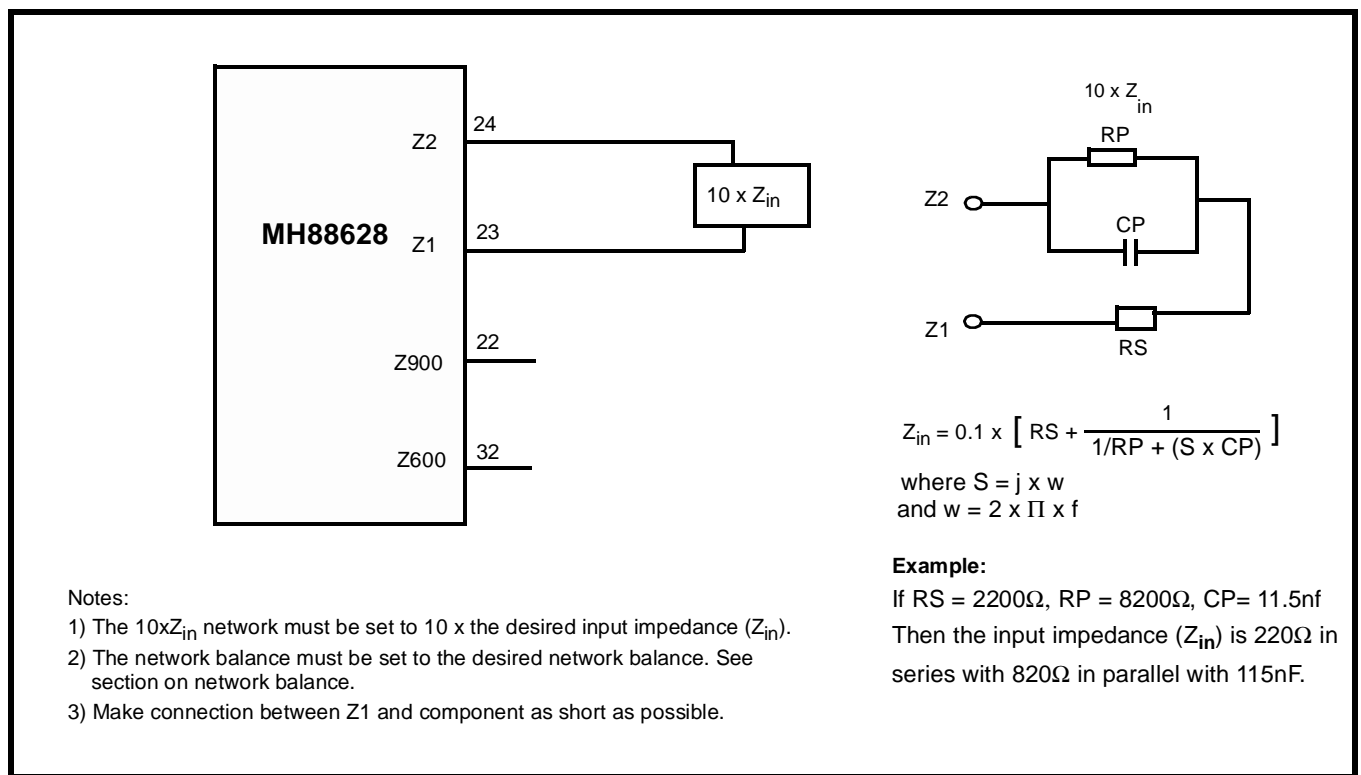 Z2
24
10 x Zin
MH88628
Z1
23
Z900
22
Z600
32
10 x Zin
RP
Z2
CP
Z1
RS
Zin = 0.1 x [ RS + 1 / 1/RP + (S x CP) ]
where S = j x w
and w = 2 x Π x f
Example:
If RS = 2200Ω, RP = 8200Ω, CP= 11.5nf
Then the input impedance (Zin) is 220Ω in
series with 820Ω in parallel with 115nF.
Notes:
1) The 10xZin network must be set to 10 x the desired input impedance (Zin).
2) The network balance must be set to the desired network balance. See
section on network balance.
3) Make connection between Z1 and component as short as possible.